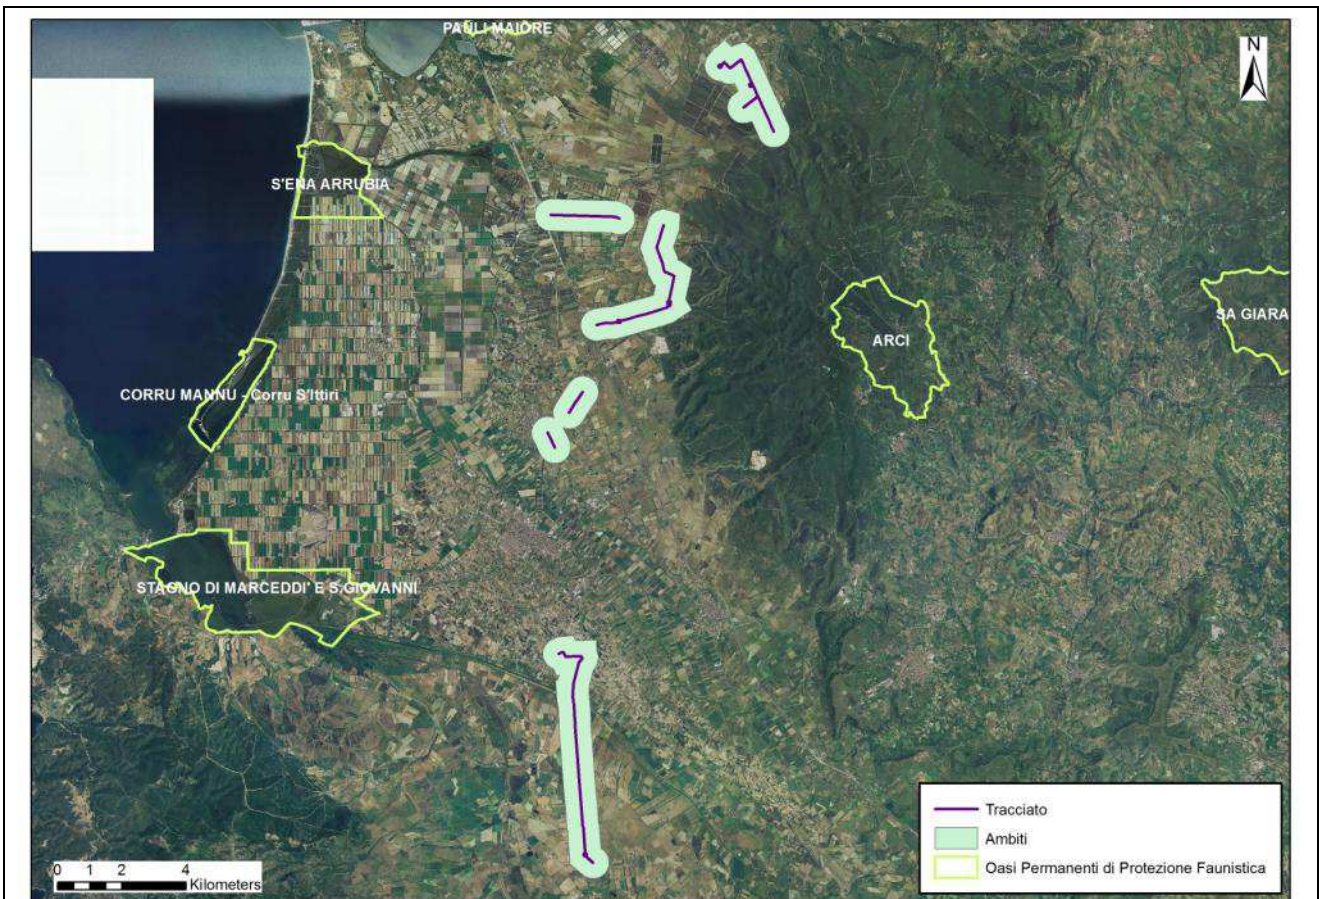 PAULI MAIORE
N
S'ENA ARRUBIA
SA GIARA
ARCI
CORRU MANNU - Corru S'Ittiri
STAGNO DI MARCEDDI' E S.GIOVANNI
Tracciato
Ambiti
Oasi Permanenti di Protezione Faunistica
0 1 2 4
Kilometers